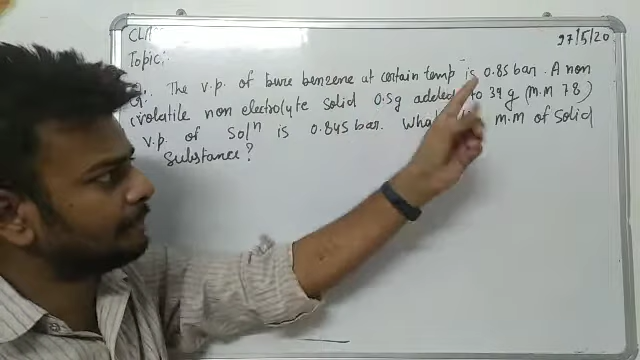 CLA
27/5/20
Topic:-
Q:- The v.p. of pure benzene at certain temp is 0.85 bar. A non
volatile non electrolyte solid 0.5g added to 39 g (M.M 78)
v.p. of Solⁿ is 0.845 bar. What M.M of Solid
Substance?